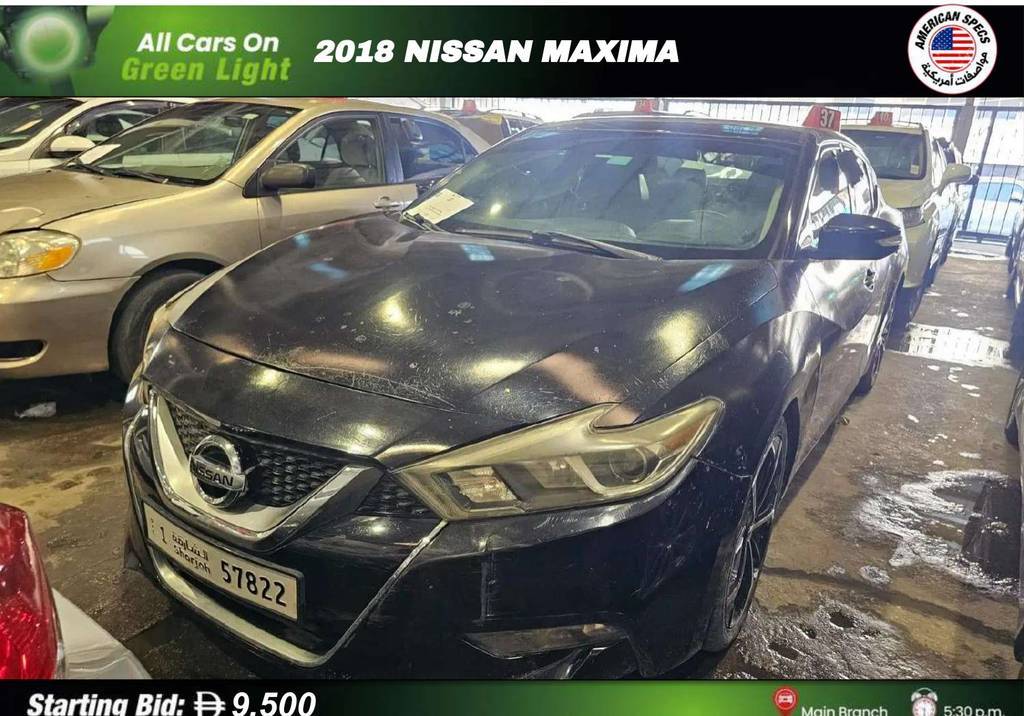 All Cars On
Green Light
2018 NISSAN MAXIMA
AMERICAN SPECS
مواصفات أمريكية
37
NISSAN
1 الشارقة
Sharjah
57822
Starting Bid: 9,500
Main Branch
5:30 p.m.